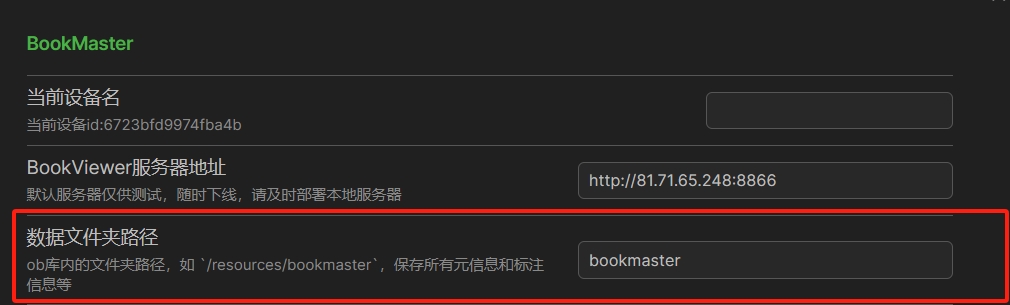 BookMaster
当前设备名
当前设备id:6723bfd9974fba4b
BookViewer服务器地址
默认服务器仅供测试，随时下线，请及时部署本地服务器
http://81.71.65.248:8866
数据文件夹路径
ob库内的文件夹路径，如 `/resources/bookmaster`，保存所有元信息和标注
信息等
bookmaster